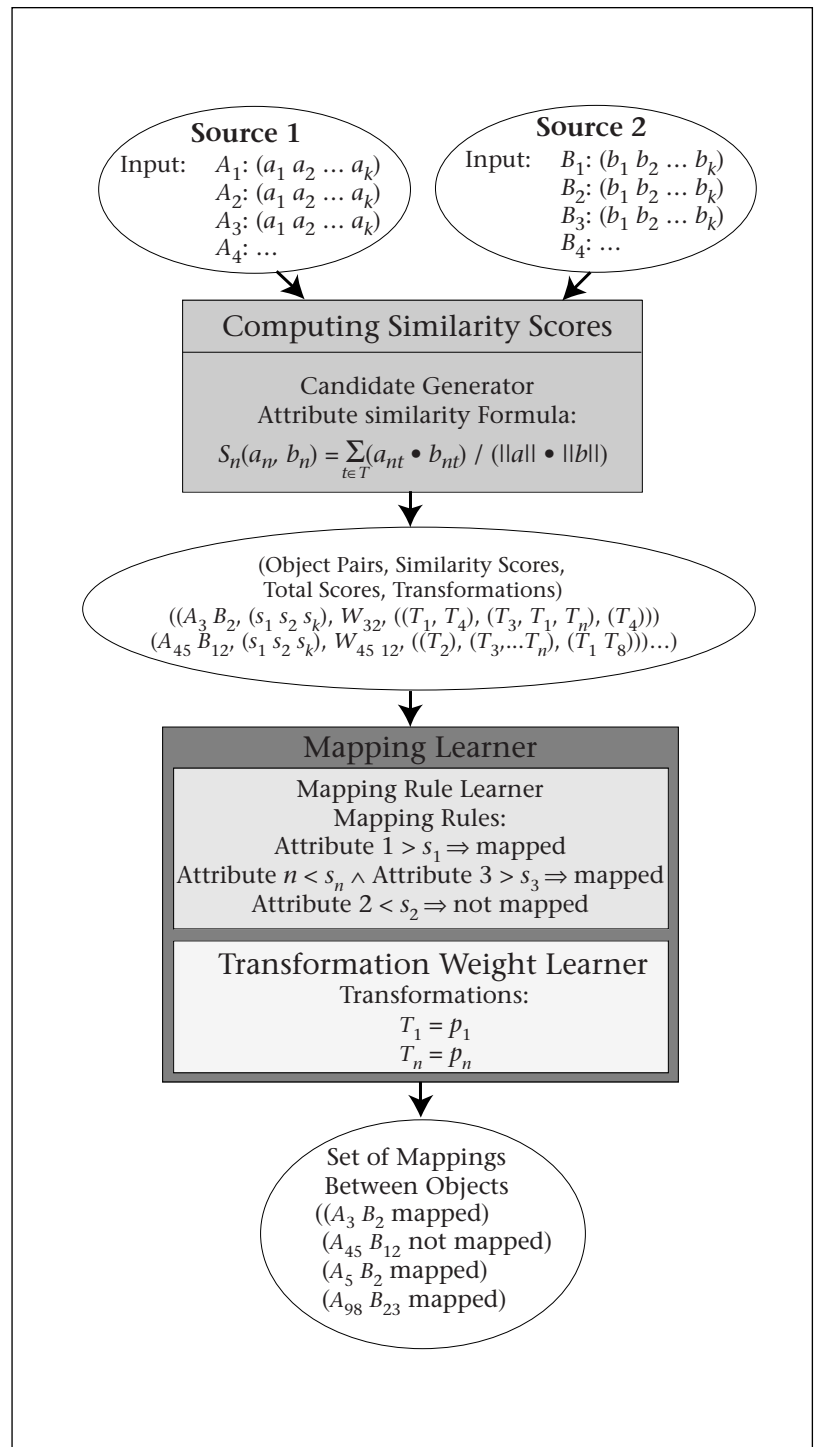 Source 1
Input: A₁: (a₁ a₂ … aₖ)
A₂: (a₁ a₂ … aₖ)
A₃: (a₁ a₂ … aₖ)
A₄: …
Source 2
Input: B₁: (b₁ b₂ … bₖ)
B₂: (b₁ b₂ … bₖ)
B₃: (b₁ b₂ … bₖ)
B₄: …
Computing Similarity Scores
Candidate Generator
Attribute similarity Formula:
Sₙ(aₙ, bₙ) = Σ(aₙₜ • bₙₜ) / (||a|| • ||b||)
t∈T
(Object Pairs, Similarity Scores,
Total Scores, Transformations)
((A₃ B₂, (s₁ s₂ sₖ), W₃₂, ((T₁, T₄), (T₃, T₁, Tₙ), (T₄)))
(A₄₅ B₁₂, (s₁ s₂ sₖ), W₄₅ ₁₂, ((T₂), (T₃,...Tₙ), (T₁ T₈)))…)
Mapping Learner
Mapping Rule Learner
Mapping Rules:
Attribute 1 > s₁ ⇒ mapped
Attribute n < sₙ ∧ Attribute 3 > s₃ ⇒ mapped
Attribute 2 < s₂ ⇒ not mapped
Transformation Weight Learner
Transformations:
T₁ = p₁
Tₙ = pₙ
Set of Mappings
Between Objects
((A₃ B₂ mapped)
(A₄₅ B₁₂ not mapped)
(A₅ B₂ mapped)
(A₉₈ B₂₃ mapped)